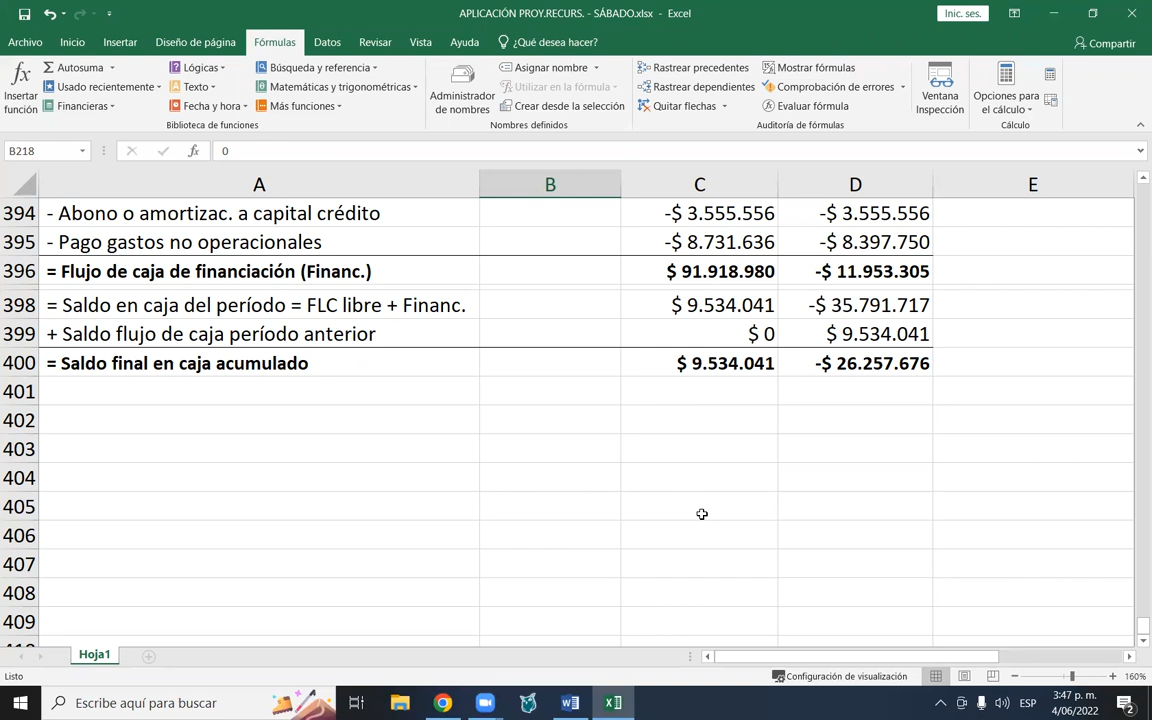 APLICACIÓN PROY.RECURS. - SÁBADO.xlsx - Excel
Inic. ses.
Archivo Inicio Insertar Diseño de página Fórmulas Datos Revisar Vista Ayuda ¿Qué desea hacer? Compartir
fx Insertar función
Autosuma
Usado recientemente
Financieras
Lógicas
Texto
Fecha y hora
Búsqueda y referencia
Matemáticas y trigonométricas
Más funciones
Biblioteca de funciones
Administrador de nombres
Asignar nombre
Utilizar en la fórmula
Crear desde la selección
Nombres definidos
Rastrear precedentes
Rastrear dependientes
Quitar flechas
Mostrar fórmulas
Comprobación de errores
Evaluar fórmula
Auditoría de fórmulas
Ventana Inspección
Opciones para el cálculo
Cálculo
B218 fx 0
A B C D E
394 - Abono o amortizac. a capital crédito -$ 3.555.556 -$ 3.555.556
395 - Pago gastos no operacionales -$ 8.731.636 -$ 8.397.750
396 = Flujo de caja de financiación (Financ.) $ 91.918.980 -$ 11.953.305
398 = Saldo en caja del período = FLC libre + Financ. $ 9.534.041 -$ 35.791.717
399 + Saldo flujo de caja período anterior $ 0 $ 9.534.041
400 = Saldo final en caja acumulado $ 9.534.041 -$ 26.257.676
401
402
403
404
405
406
407
408
409
Hoja1
Listo Configuración de visualización 160%
Escribe aquí para buscar
ESP
3:47 p. m.
4/06/2022
2